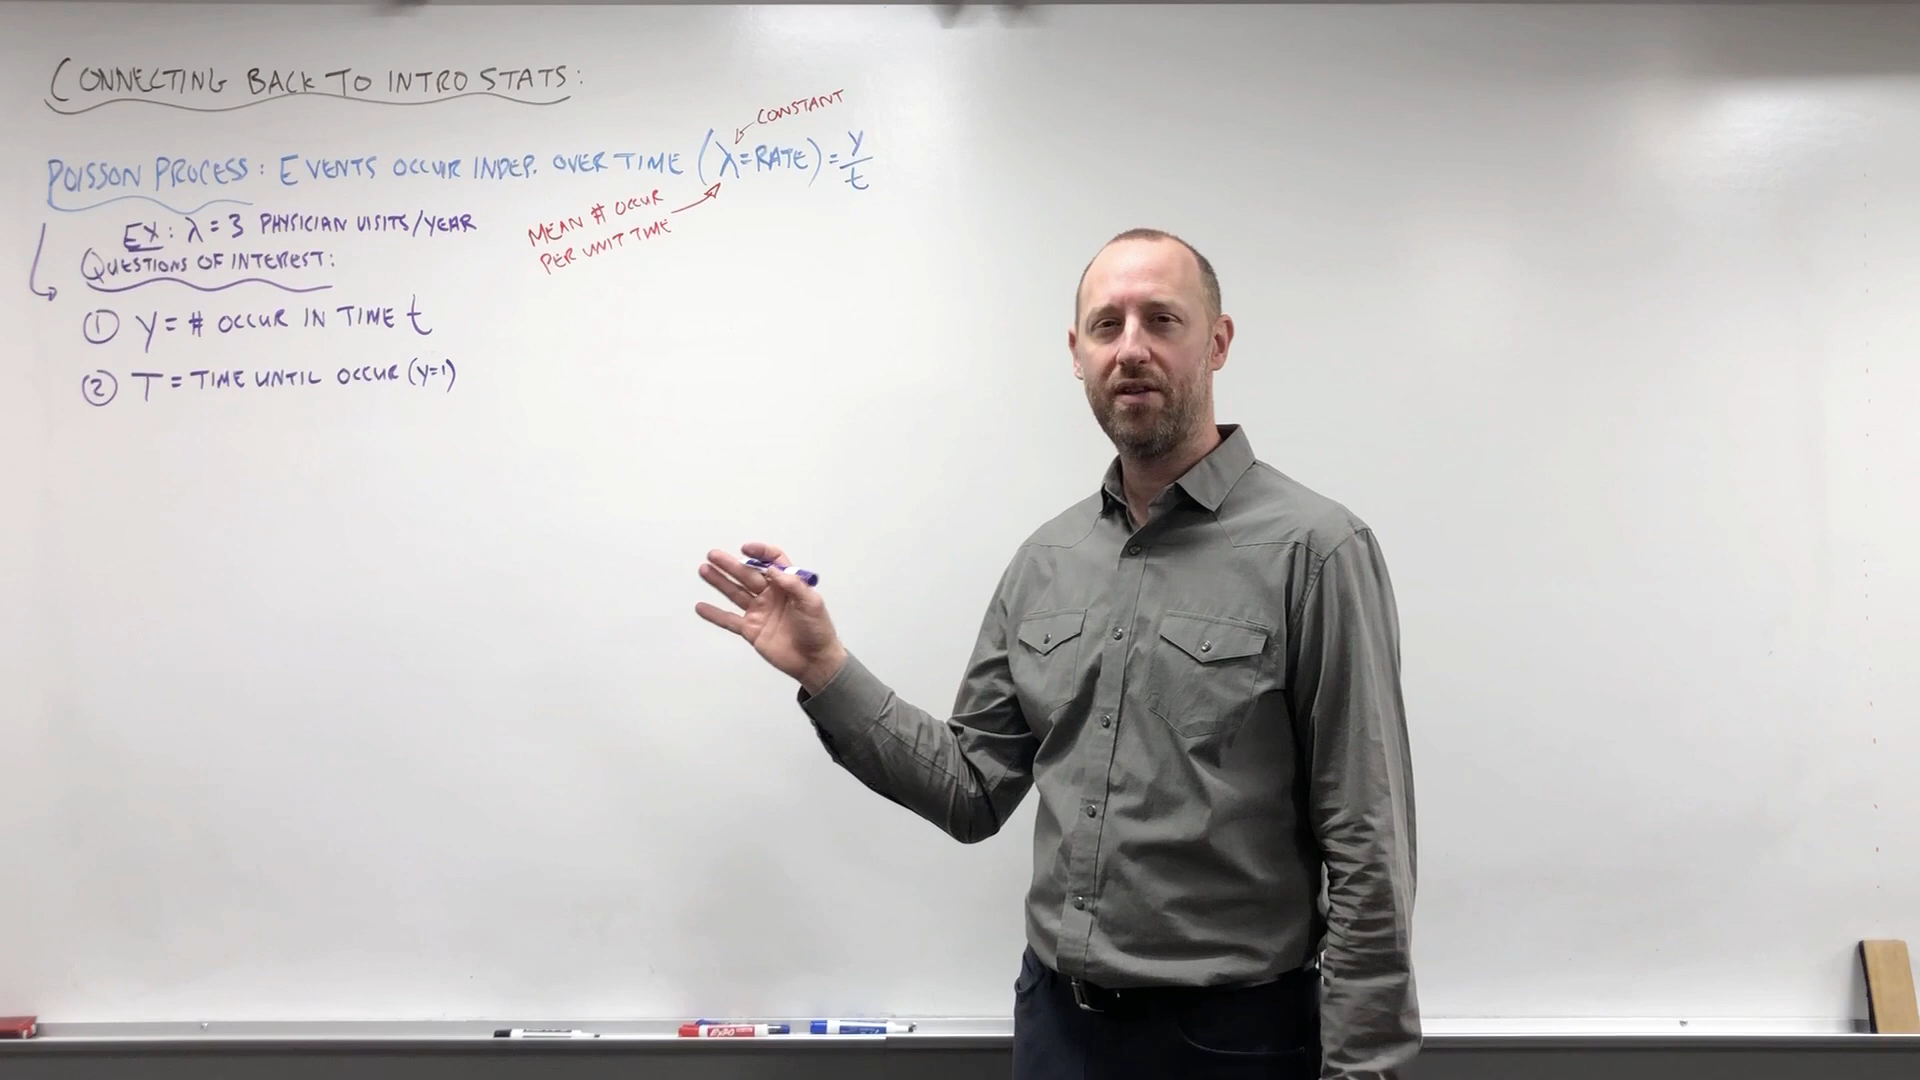 CONNECTING BACK TO INTRO STATS:
CONSTANT
POISSON PROCESS: EVENTS OCCUR INDEP. OVER TIME (λ=RATE) = Y/t
MEAN # OCCUR
PER UNIT TIME
EX: λ = 3 PHYSICIAN VISITS/YEAR
QUESTIONS OF INTEREST:
① Y = # OCCUR IN TIME t
② T = TIME UNTIL OCCUR (Y=1)
EXPO